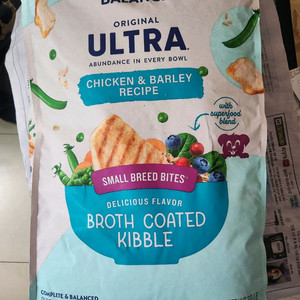 ORIGINAL
ULTRA
ABUNDANCE IN EVERY BOWL
CHICKEN & BARLEY
RECIPE
with
superfood
blend
SMALL BREED BITES
DELICIOUS FLAVOR
BROTH COATED
KIBBLE
COMPLETE & BALANCED